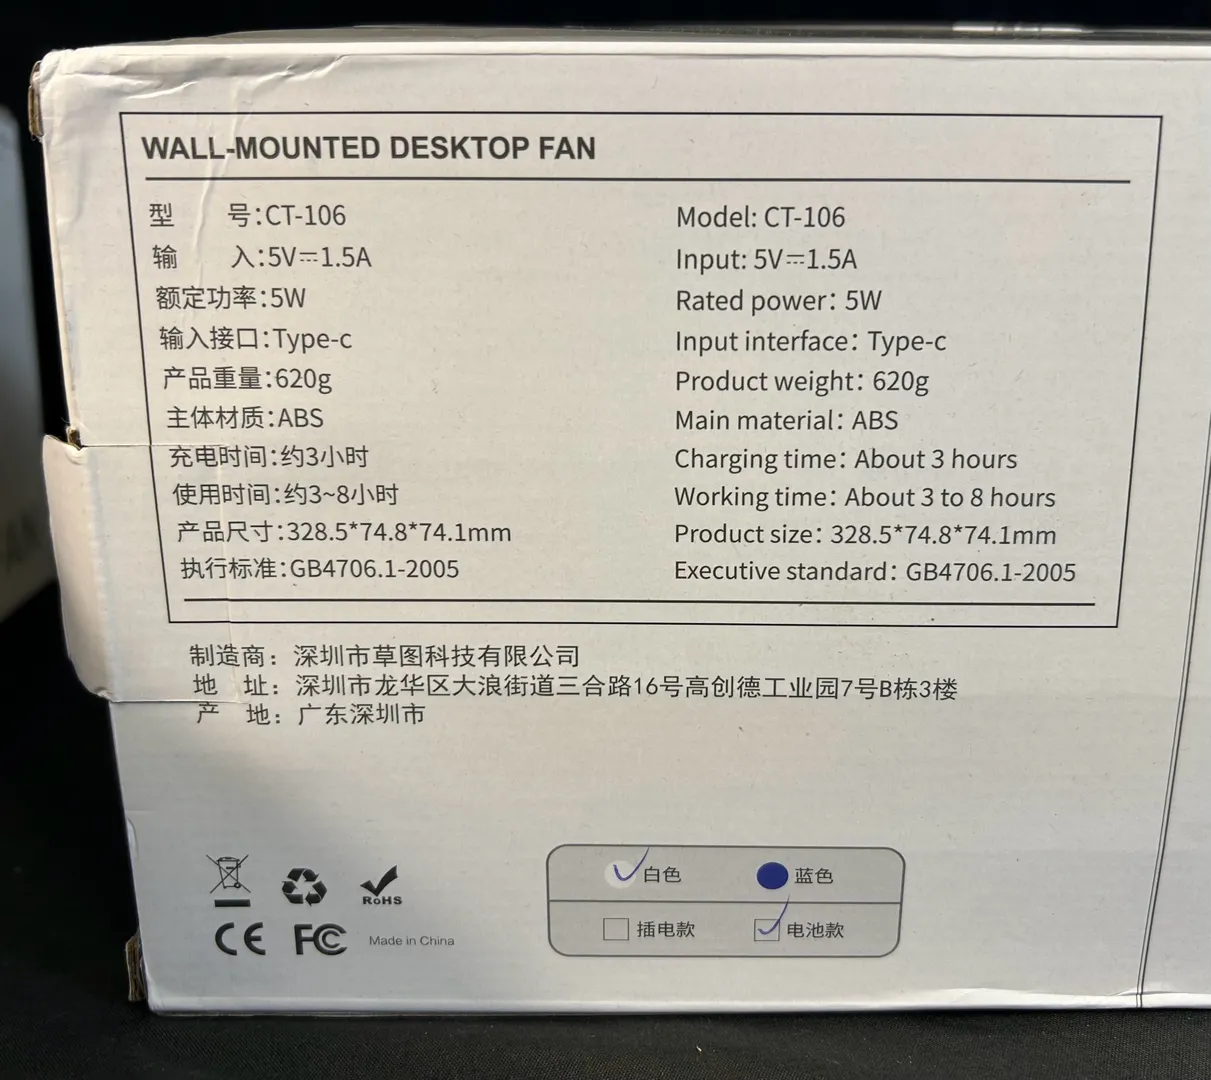 WALL-MOUNTED DESKTOP FAN
型 号:CT-106
输 入:5V⎓1.5A
额定功率:5W
输入接口:Type-c
产品重量:620g
主体材质:ABS
充电时间:约3小时
使用时间:约3~8小时
产品尺寸:328.5*74.8*74.1mm
执行标准:GB4706.1-2005
Model: CT-106
Input: 5V⎓1.5A
Rated power: 5W
Input interface: Type-c
Product weight: 620g
Main material: ABS
Charging time: About 3 hours
Working time: About 3 to 8 hours
Product size: 328.5*74.8*74.1mm
Executive standard: GB4706.1-2005
制造商: 深圳市草图科技有限公司
地 址: 深圳市龙华区大浪街道三合路16号高创德工业园7号B栋3楼
产 地: 广东深圳市
RoHS
CE FC Made in China
白色 蓝色
插电款 电池款